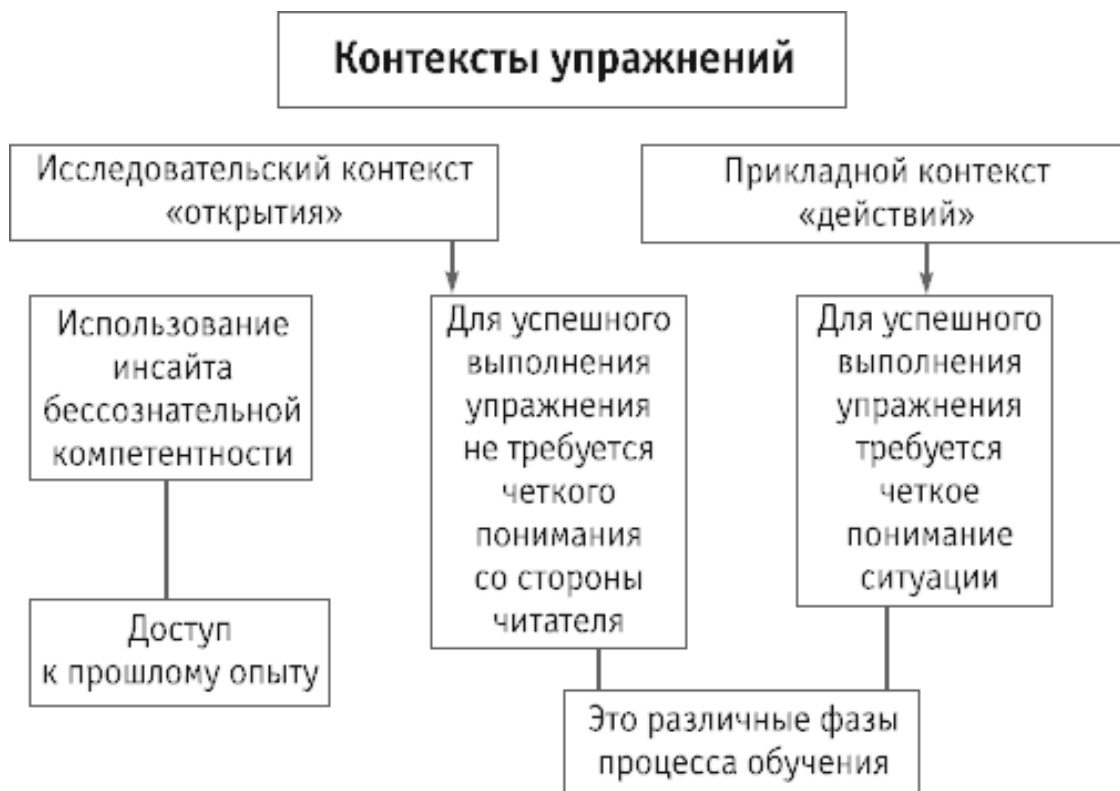 Контексты упражнений
Исследовательский контекст
«открытия»
Прикладной контекст
«действий»
Использование
инсайта
бессознательной
компетентности
Для успешного
выполнения
упражнения
не требуется
четкого
понимания
со стороны
читателя
Для успешного
выполнения
упражнения
требуется
четкое
понимание
ситуации
Доступ
к прошлому опыту
Это различные фазы
процесса обучения